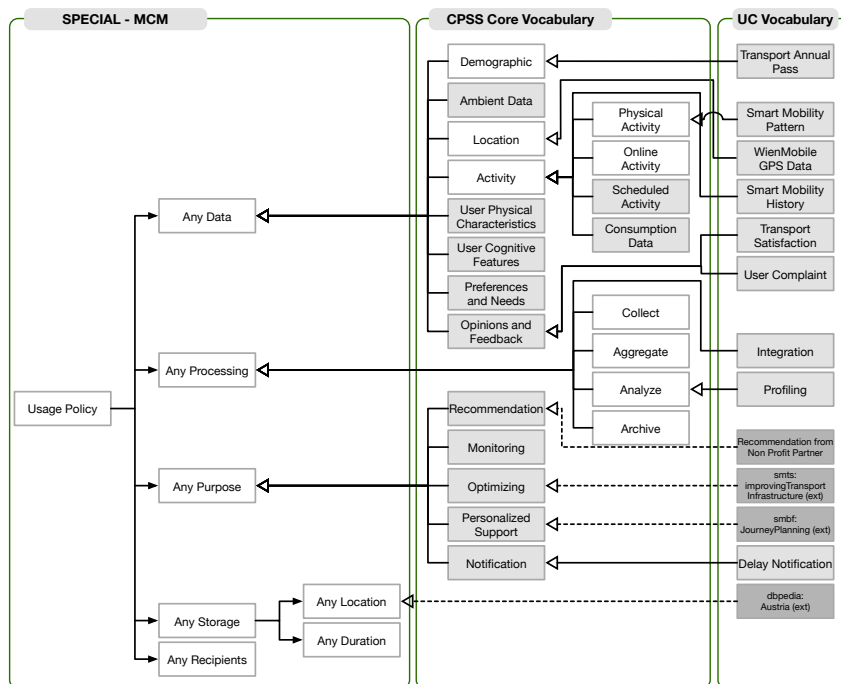 SPECIAL - MCM
Usage Policy
Any Data
Any Processing
Any Purpose
Any Storage
Any Recipients
Any Location
Any Duration
CPSS Core Vocabulary
Demographic
Ambient Data
Location
Activity
User Physical
Characteristics
User Cognitive
Features
Preferences
and Needs
Opinions and
Feedback
Physical
Activity
Online
Activity
Scheduled
Activity
Consumption
Data
Collect
Aggregate
Analyze
Archive
Recommendation
Monitoring
Optimizing
Personalized
Support
Notification
UC Vocabulary
Transport Annual
Pass
Smart Mobility
Pattern
WienMobile
GPS Data
Smart Mobility
History
Transport
Satisfaction
User Complaint
Integration
Profiling
Recommendation from
Non Profit Partner
smts:
improvingTransport
Infrastructure (ext)
smbf:
JourneyPlanning (ext)
Delay Notification
dbpedia:
Austria (ext)